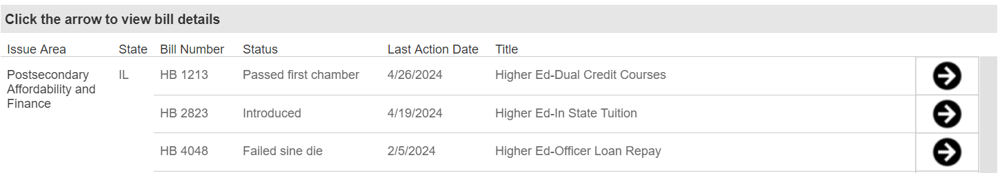 Click the arrow to view bill details
Issue Area State Bill Number Status Last Action Date Title
Postsecondary IL HB 1213 Passed first chamber 4/26/2024 Higher Ed-Dual Credit Courses
Affordability and
Finance
HB 2823 Introduced 4/19/2024 Higher Ed-In State Tuition
HB 4048 Failed sine die 2/5/2024 Higher Ed-Officer Loan Repay